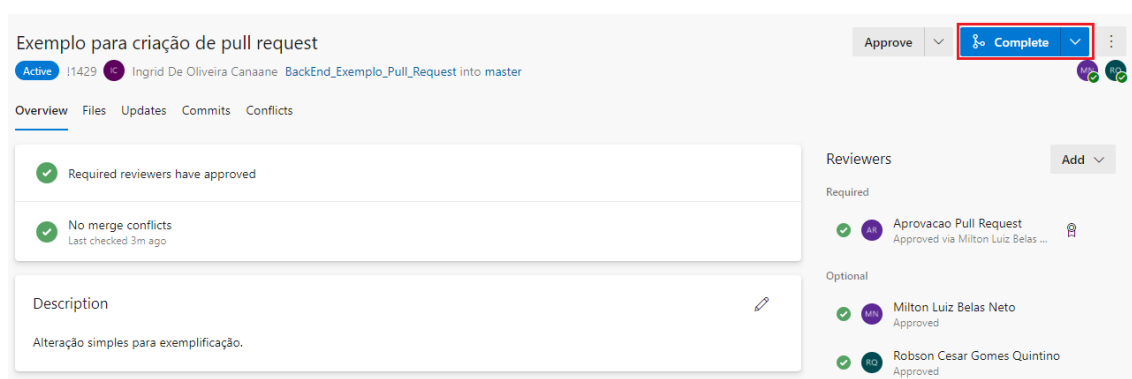 Exemplo para criação de pull request
Approve
Complete
Active !1429 IC Ingrid De Oliveira Canaane BackEnd_Exemplo_Pull_Request into master
MN RQ
Overview Files Updates Commits Conflicts
Required reviewers have approved
No merge conflicts
Last checked 3m ago
Description
Alteração simples para exemplificação.
Reviewers
Add
Required
AR Aprovacao Pull Request
Approved via Milton Luiz Belas ...
Optional
MN Milton Luiz Belas Neto
Approved
RQ Robson Cesar Gomes Quintino
Approved